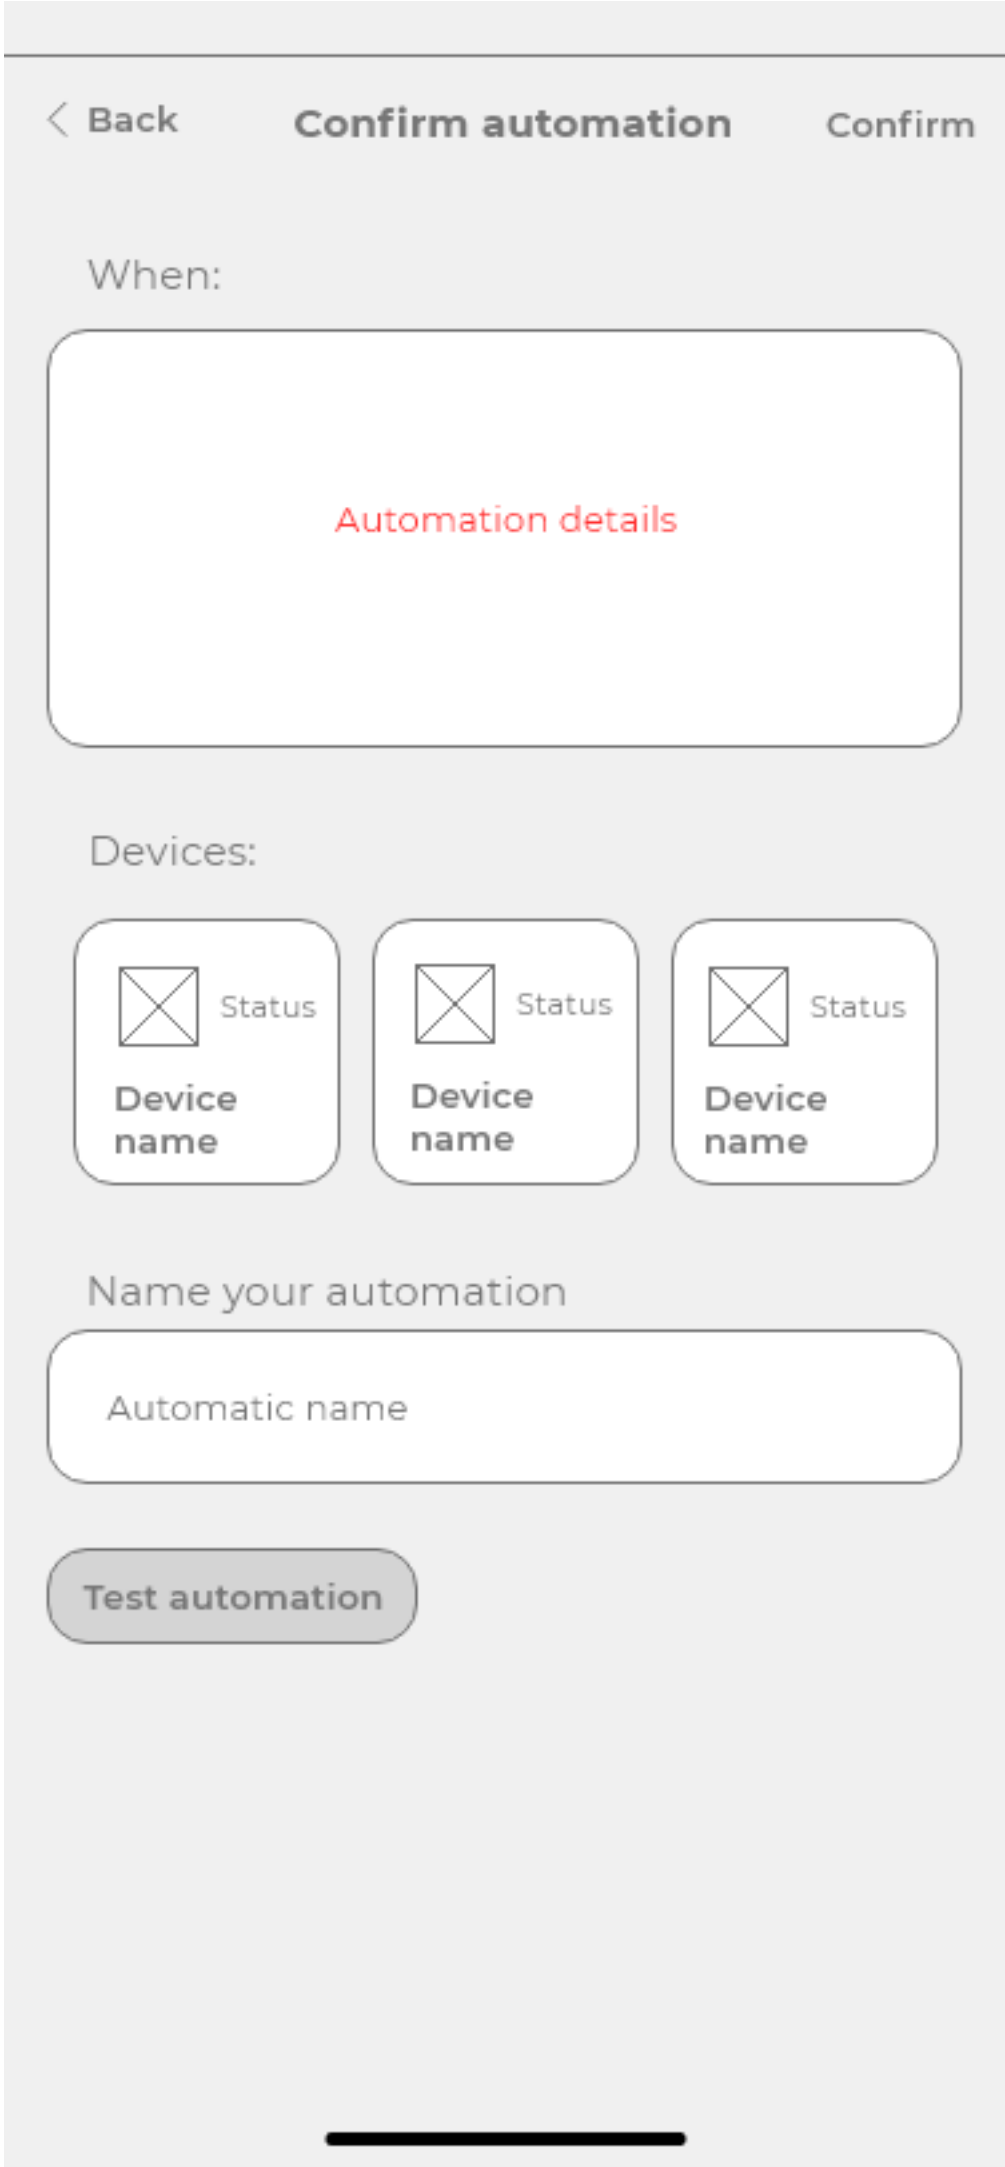 Back
Confirm automation
Confirm
When:
Automation details
Devices:
Status
Device
name
Status
Device
name
Status
Device
name
Name your automation
Automatic name
Test automation